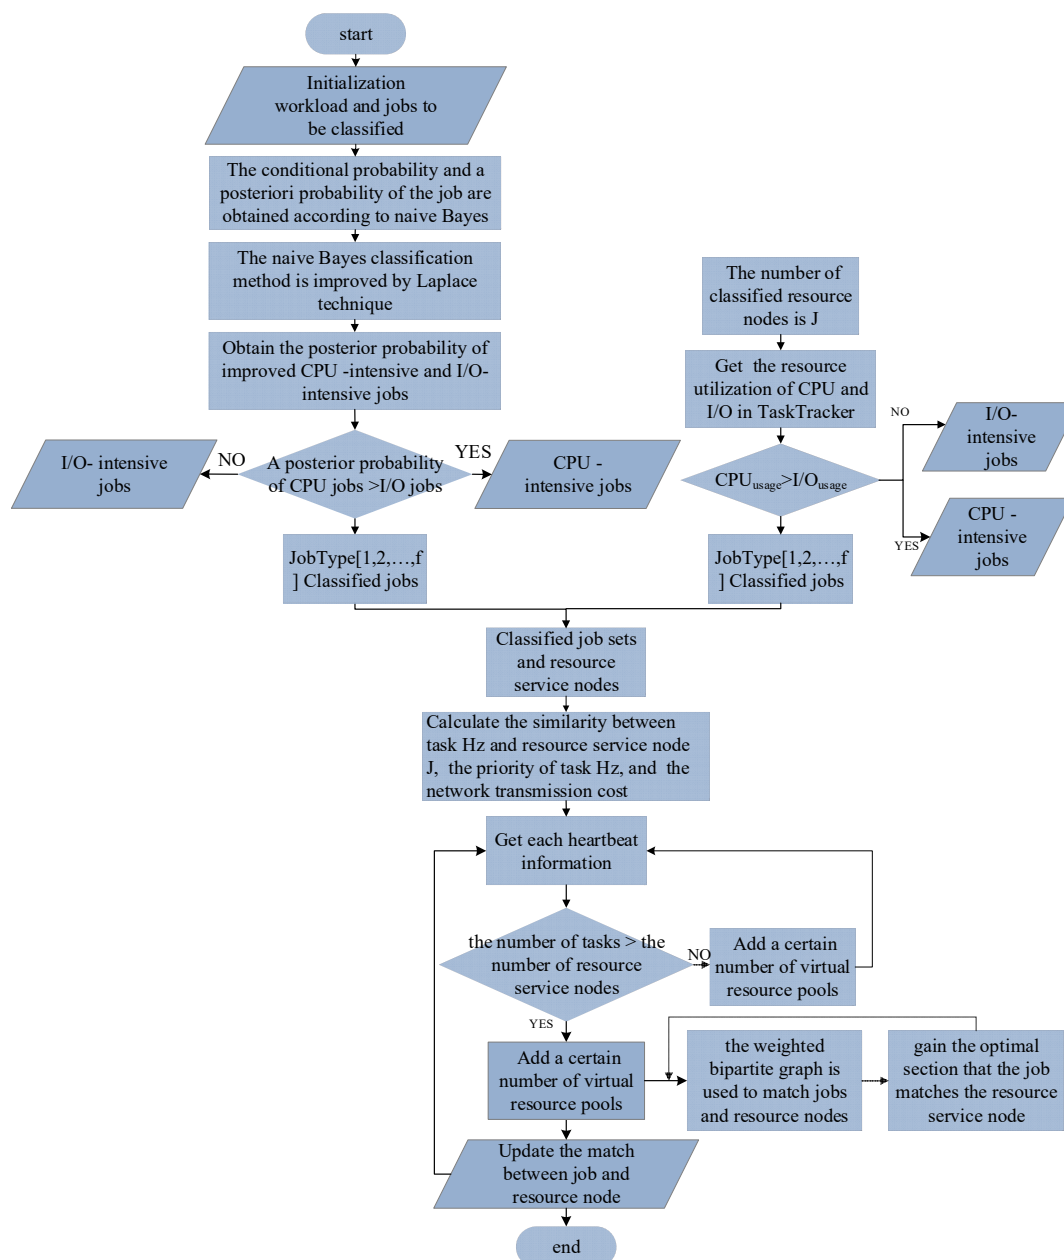 start
Initialization
workload and jobs to
be classified
The conditional probability and a
posteriori probability of the job are
obtained according to naive Bayes
The naive Bayes classification
method is improved by Laplace
technique
Obtain the posterior probability of
improved CPU -intensive and I/O-
intensive jobs
A posterior probability
of CPU jobs >I/O jobs
NO
I/O- intensive
jobs
YES
CPU -
intensive jobs
JobType[1,2,…,f
] Classified jobs
The number of
classified resource
nodes is J
Get the resource
utilization of CPU and
I/O in TaskTracker
CPUusage>I/Ousage
NO
I/O-
intensive
jobs
YES
CPU -
intensive
jobs
JobType[1,2,…,f
] Classified jobs
Classified job sets
and resource
service nodes
Calculate the similarity between
task Hz and resource service node
J, the priority of task Hz, and the
network transmission cost
Get each heartbeat
information
the number of tasks > the
number of resource
service nodes
NO
Add a certain
number of virtual
resource pools
YES
Add a certain
number of virtual
resource pools
the weighted
bipartite graph is
used to match jobs
and resource nodes
gain the optimal
section that the job
matches the resource
service node
Update the match
between job and
resource node
end